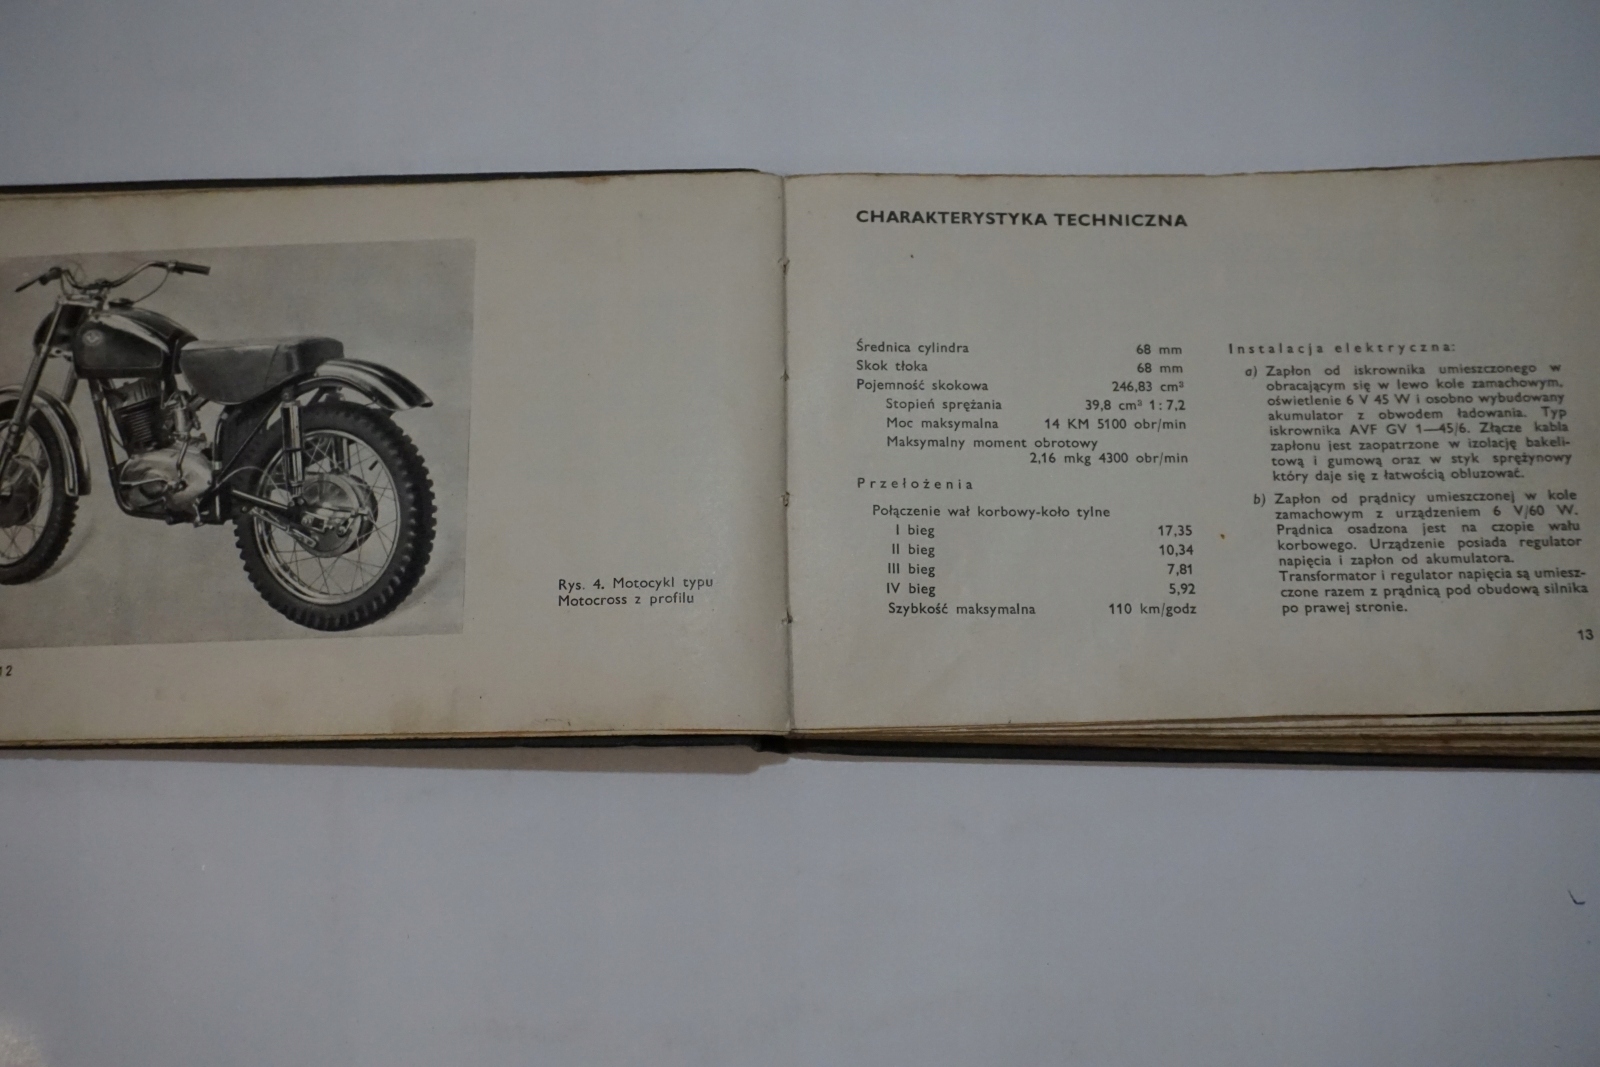 Rys. 4. Motocykl typu
Motocross z profilu
12
CHARAKTERYSTYKA TECHNICZNA
Średnica cylindra 68 mm
Skok tłoka 68 mm
Pojemność skokowa 246,83 cm³
Stopień sprężania 39,8 cm³ 1:7,2
Moc maksymalna 14 KM 5100 obr/min
Maksymalny moment obrotowy
2,16 mkg 4300 obr/min
Przełożenia
Połączenie wał korbowy-koło tylne
I bieg 17,35
II bieg 10,34
III bieg 7,81
IV bieg 5,92
Szybkość maksymalna 110 km/godz
Instalacja elektryczna:
a) Zapłon od iskrownika umieszczonego w
obracającym się w lewo kole zamachowym,
oświetlenie 6 V 45 W i osobno wybudowany
akumulator z obwodem ładowania. Typ
iskrownika AVF GV 1—45/6. Złącze kabla
zapłonu jest zaopatrzone w izolację bakeli-
tową i gumową oraz w styk sprężynowy
który daje się z łatwością obluzować.
b) Zapłon od prądnicy umieszczonej w kole
zamachowym z urządzeniem 6 V/60 W.
Prądnica osadzona jest na czopie wału
korbowego. Urządzenie posiada regulator
napięcia i zapłon od akumulatora.
Transformator i regulator napięcia są umiesz-
czone razem z prądnicą pod obudową silnika
po prawej stronie.
13